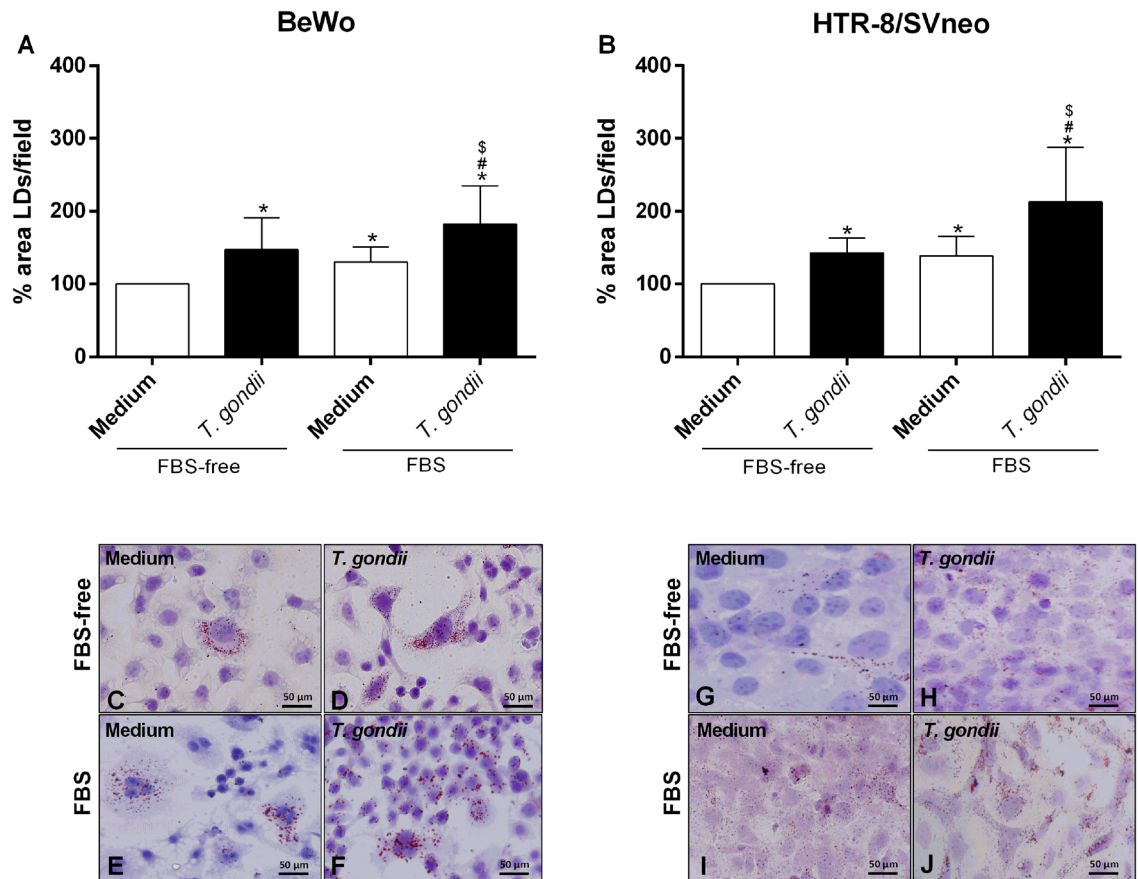 BeWo
HTR-8/SVneo
A
400
300
200
100
0
% area LDs/field
*
*
$
#
*
Medium
T. gondii
Medium
T. gondii
FBS-free
FBS
B
400
300
200
100
0
% area LDs/field
*
*
$
#
*
Medium
T. gondii
Medium
T. gondii
FBS-free
FBS
FBS-free
Medium
C
50 µm
T. gondii
D
50 µm
FBS
Medium
E
50 µm
T. gondii
F
50 µm
FBS-free
Medium
G
50 µm
T. gondii
H
50 µm
FBS
Medium
I
50 µm
T. gondii
J
50 µm